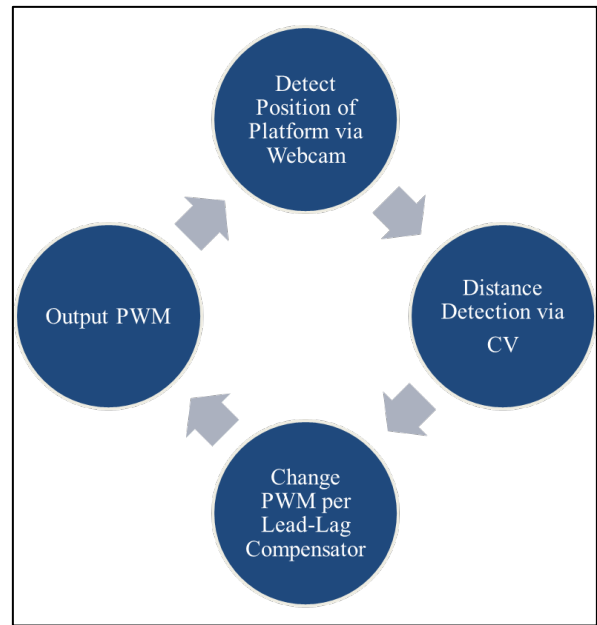 Detect
Position of
Platform via
Webcam
Distance
Detection via
CV
Change
PWM per
Lead-Lag
Compensator
Output PWM